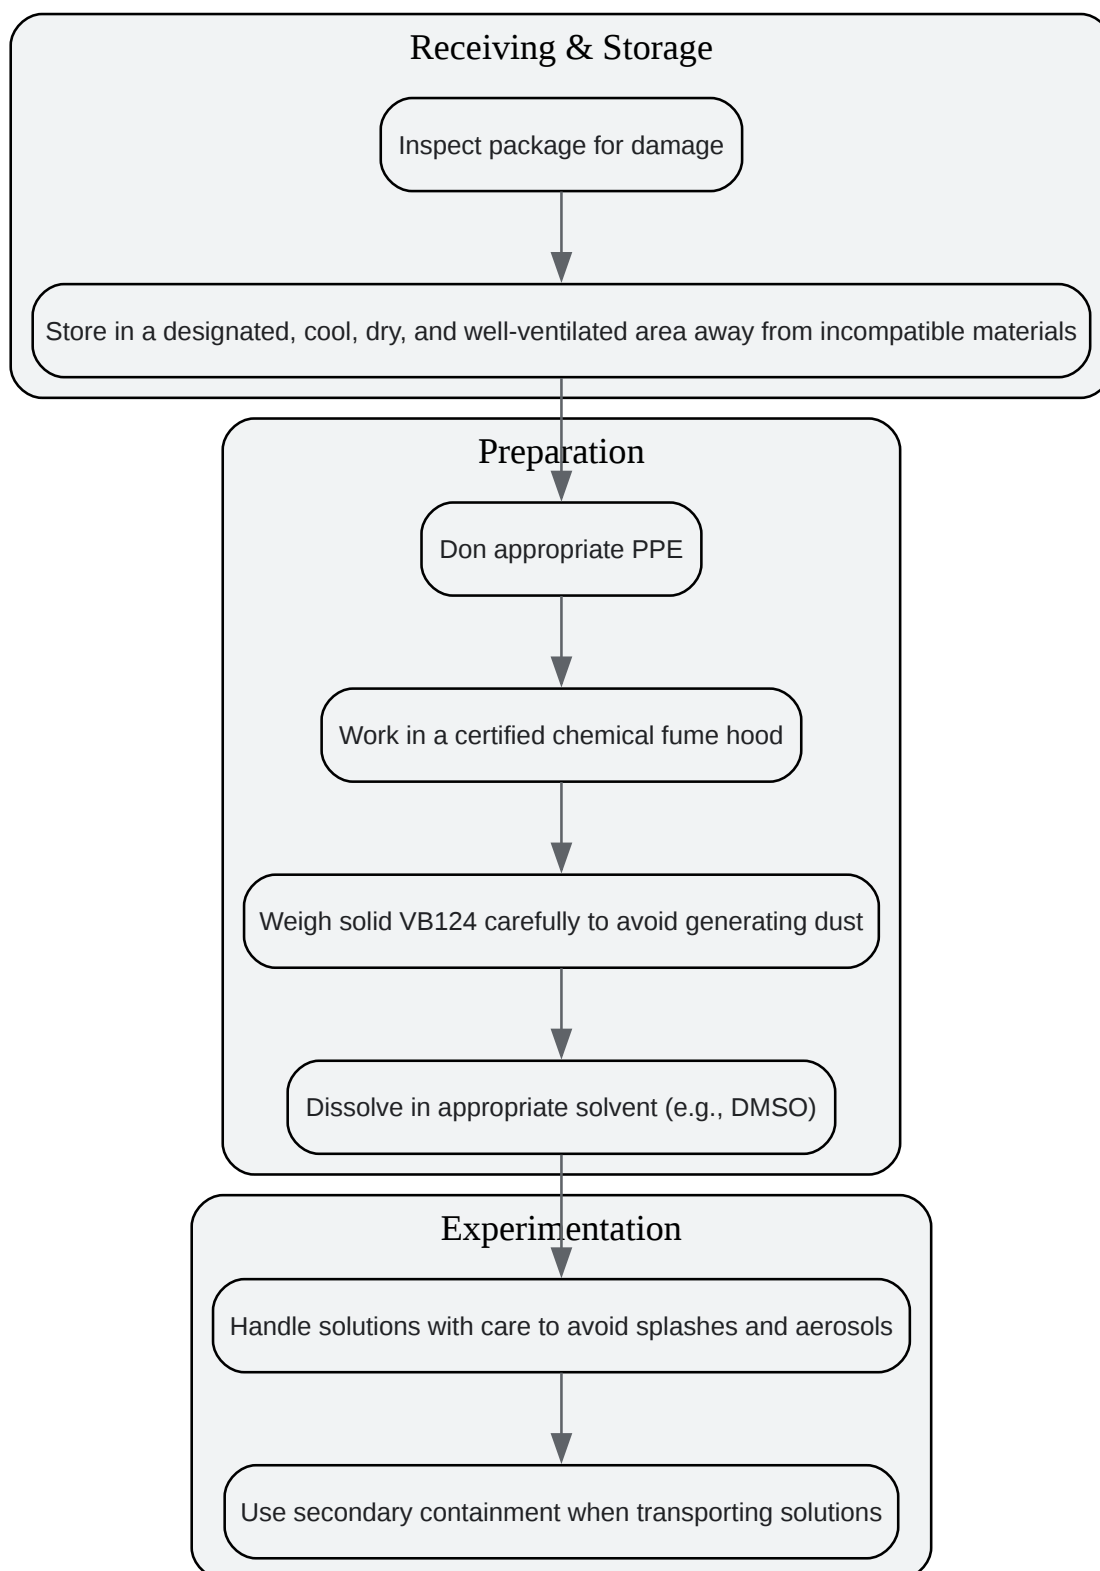 Receiving & Storage
Inspect package for damage
Store in a designated, cool, dry, and well-ventilated area away from incompatible materials
Preparation
Don appropriate PPE
Work in a certified chemical fume hood
Weigh solid VB124 carefully to avoid generating dust
Dissolve in appropriate solvent (e.g., DMSO)
Experimentation
Handle solutions with care to avoid splashes and aerosols
Use secondary containment when transporting solutions